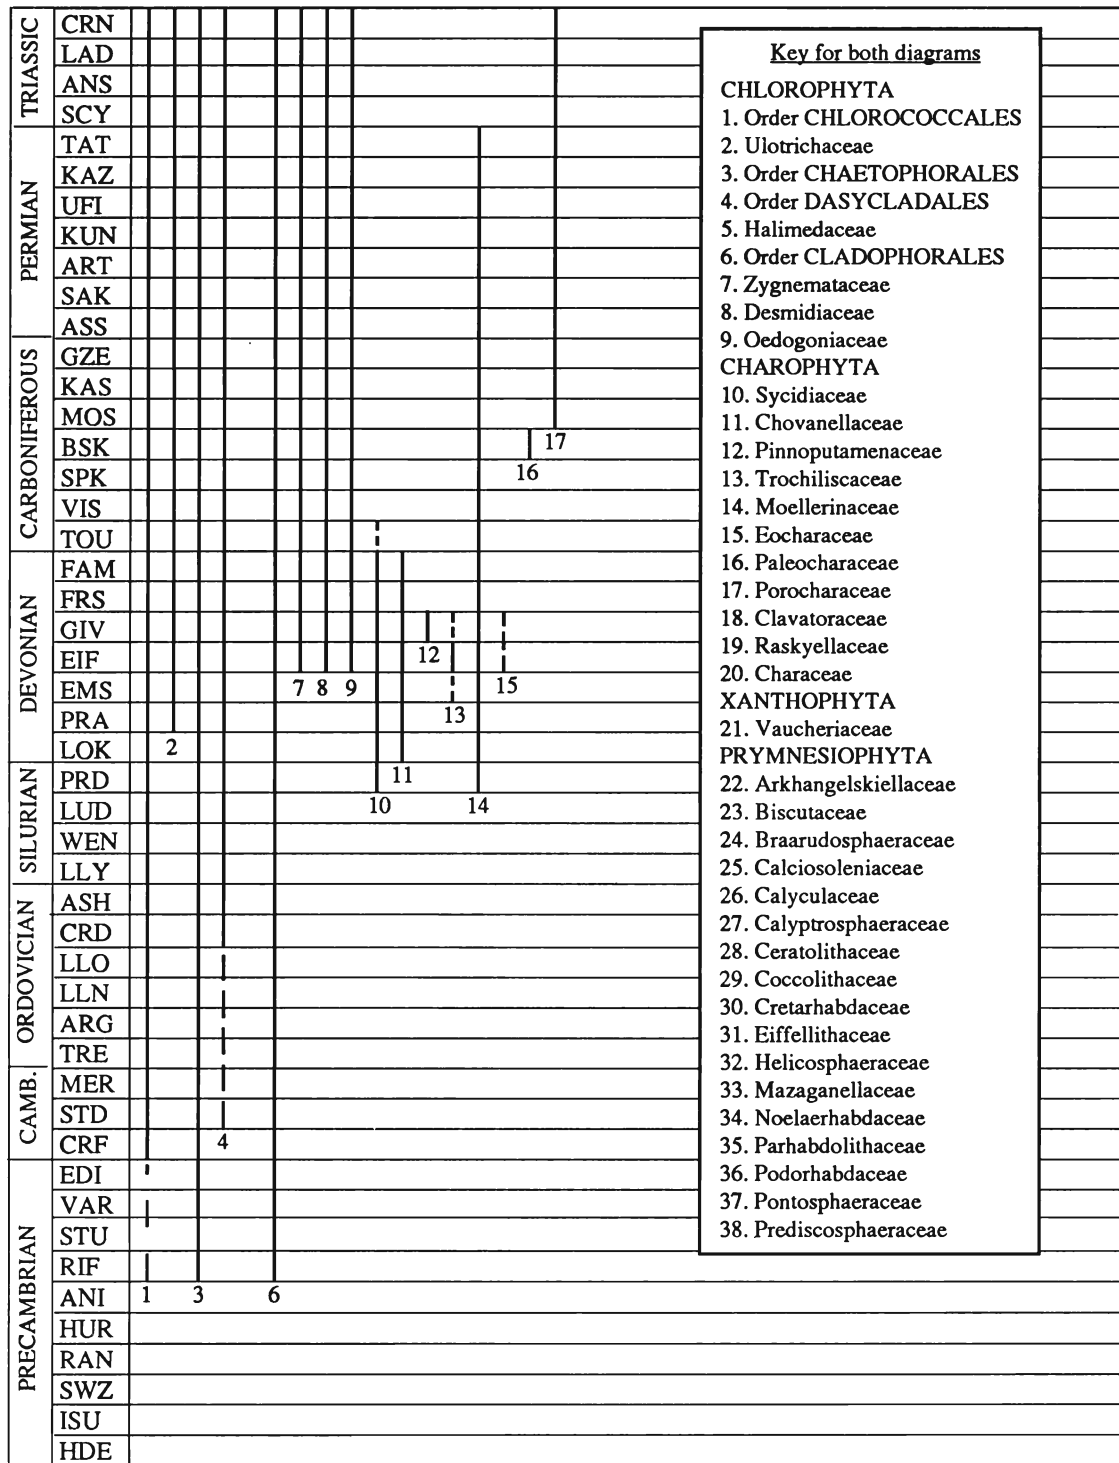 TRIASSIC
CRN
LAD
ANS
SCY
PERMIAN
TAT
KAZ
UFI
KUN
ART
SAK
ASS
CARBONIFEROUS
GZE
KAS
MOS
BSK
SPK
VIS
TOU
DEVONIAN
FAM
FRS
GIV
EIF
EMS
PRA
LOK
SILURIAN
PRD
LUD
WEN
LLY
ORDOVICIAN
ASH
CRD
LLO
LLN
ARG
TRE
CAMB.
MER
STD
CRF
PRECAMBRIAN
EDI
VAR
STU
RIF
ANI
HUR
RAN
SWZ
ISU
HDE
17
16
12
7 8 9 15
13
2
11
10 14
4
1 3 6
Key for both diagrams
CHLOROPHYTA
1. Order CHLOROCOCCALES
2. Ulotrichaceae
3. Order CHAETOPHORALES
4. Order DASYCLADALES
5. Halimedaceae
6. Order CLADOPHORALES
7. Zygnemataceae
8. Desmidiaceae
9. Oedogoniaceae
CHAROPHYTA
10. Sycidiaceae
11. Chovanellaceae
12. Pinnoputamenaceae
13. Trochiliscaceae
14. Moellerinaceae
15. Eocharaceae
16. Paleocharaceae
17. Porocharaceae
18. Clavatoraceae
19. Raskyellaceae
20. Characeae
XANTHOPHYTA
21. Vaucheriaceae
PRYMNESIOPHYTA
22. Arkhangelskiellaceae
23. Biscutaceae
24. Braarudosphaeraceae
25. Calciosoleniaceae
26. Calyculaceae
27. Calyptrosphaeraceae
28. Ceratolithaceae
29. Coccolithaceae
30. Cretarhabdaceae
31. Eiffellithaceae
32. Helicosphaeraceae
33. Mazaganellaceae
34. Noelaerhabdaceae
35. Parhabdolithaceae
36. Podorhabdaceae
37. Pontosphaeraceae
38. Prediscosphaeraceae